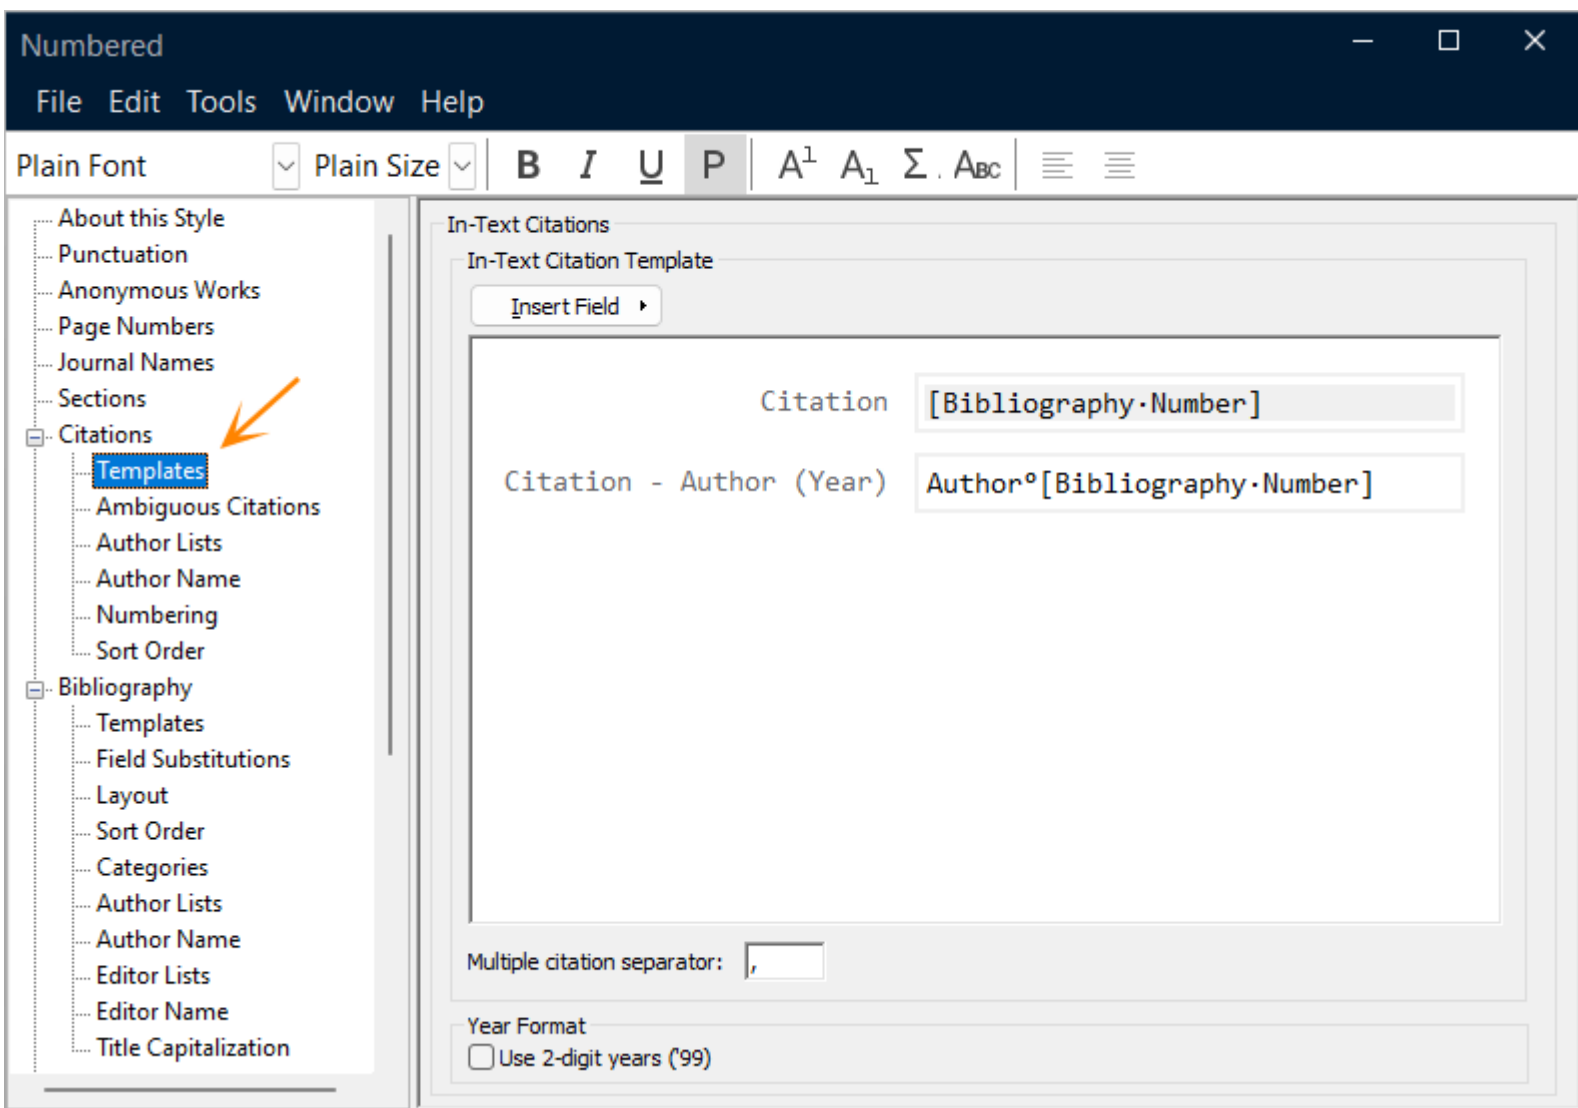 Numbered
File Edit Tools Window Help
Plain Font Plain Size B I U P A1 A1 Σ ABC
About this Style
Punctuation
Anonymous Works
Page Numbers
Journal Names
Sections
Citations
Templates
Ambiguous Citations
Author Lists
Author Name
Numbering
Sort Order
Bibliography
Templates
Field Substitutions
Layout
Sort Order
Categories
Author Lists
Author Name
Editor Lists
Editor Name
Title Capitalization
In-Text Citations
In-Text Citation Template
Insert Field
Citation [Bibliography·Number]
Citation - Author (Year) Author°[Bibliography·Number]
Multiple citation separator: ,
Year Format
Use 2-digit years ('99)